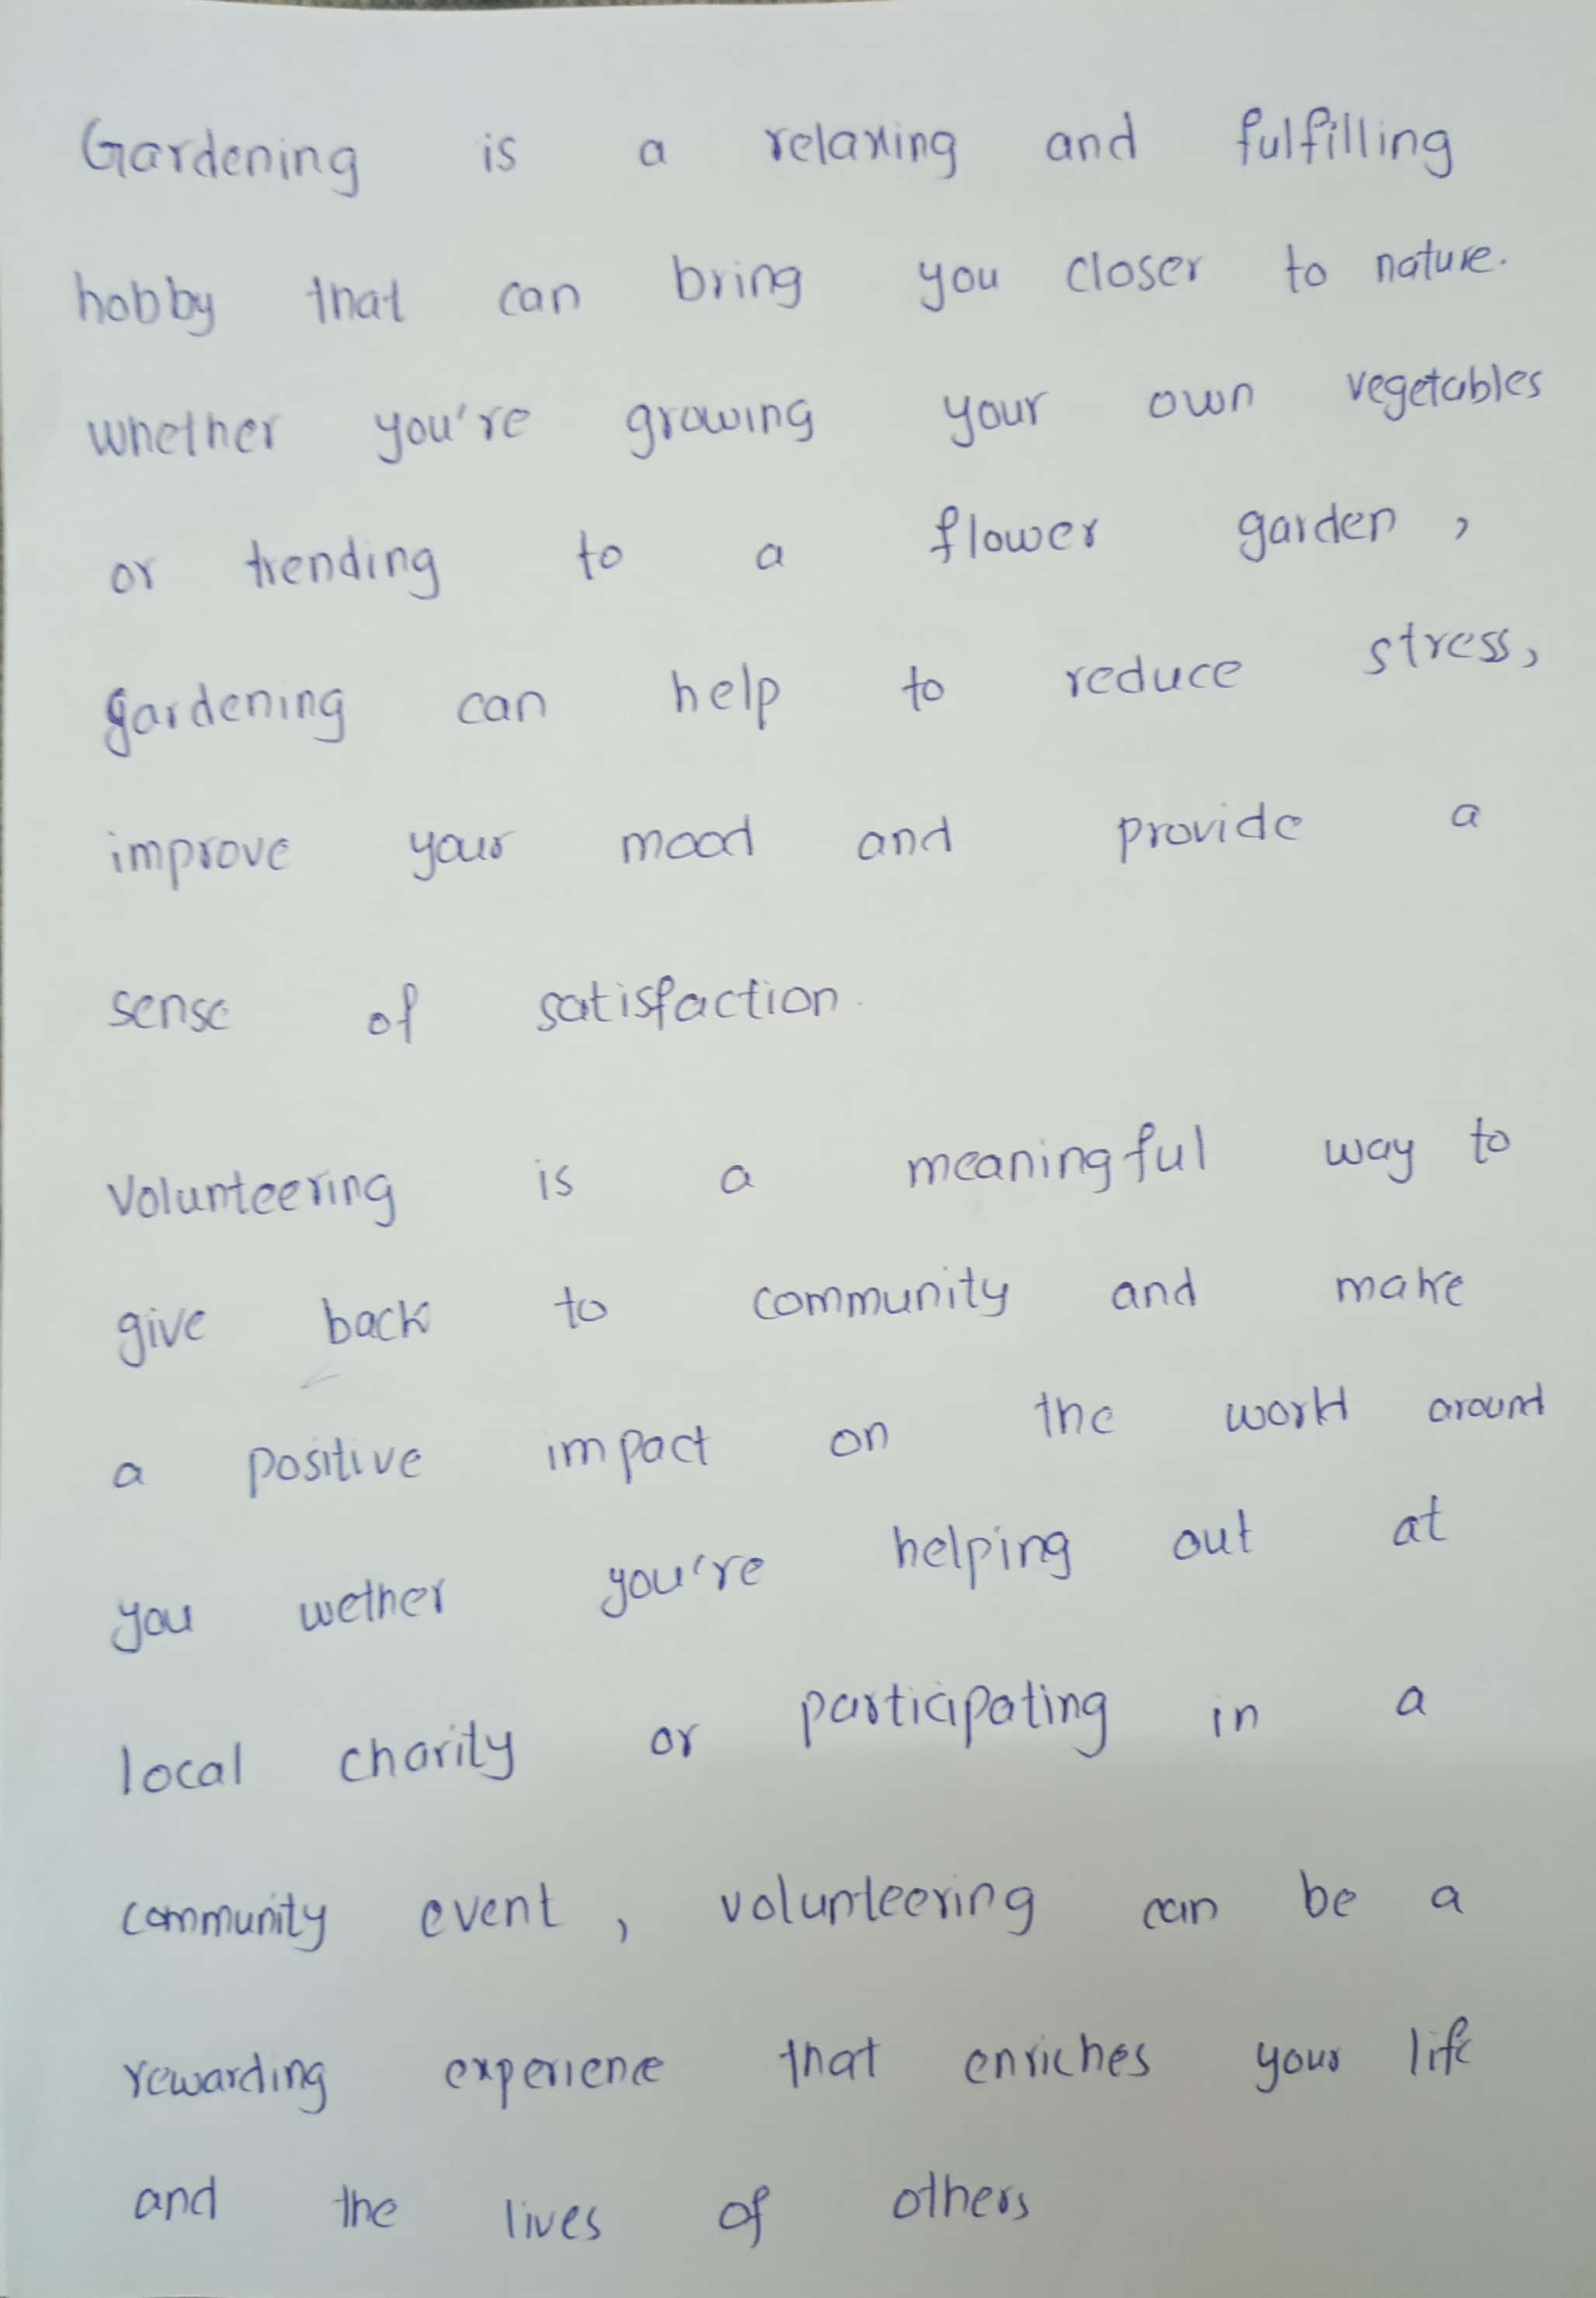 Gardening is a relaxing and fulfilling
hobby that can bring you closer to nature.
whether you're growing your own vegetables
or trending to a flower garden,
gardening can help to reduce stress,
improve your mood and provide a
sense of satisfaction.
Volunteering is a meaningful way to
give back to community and make
a positive impact on the world around
you wether you're helping out at
local charity or participating in a
community event, volunteering can be a
rewarding experience that enriches your life
and the lives of others